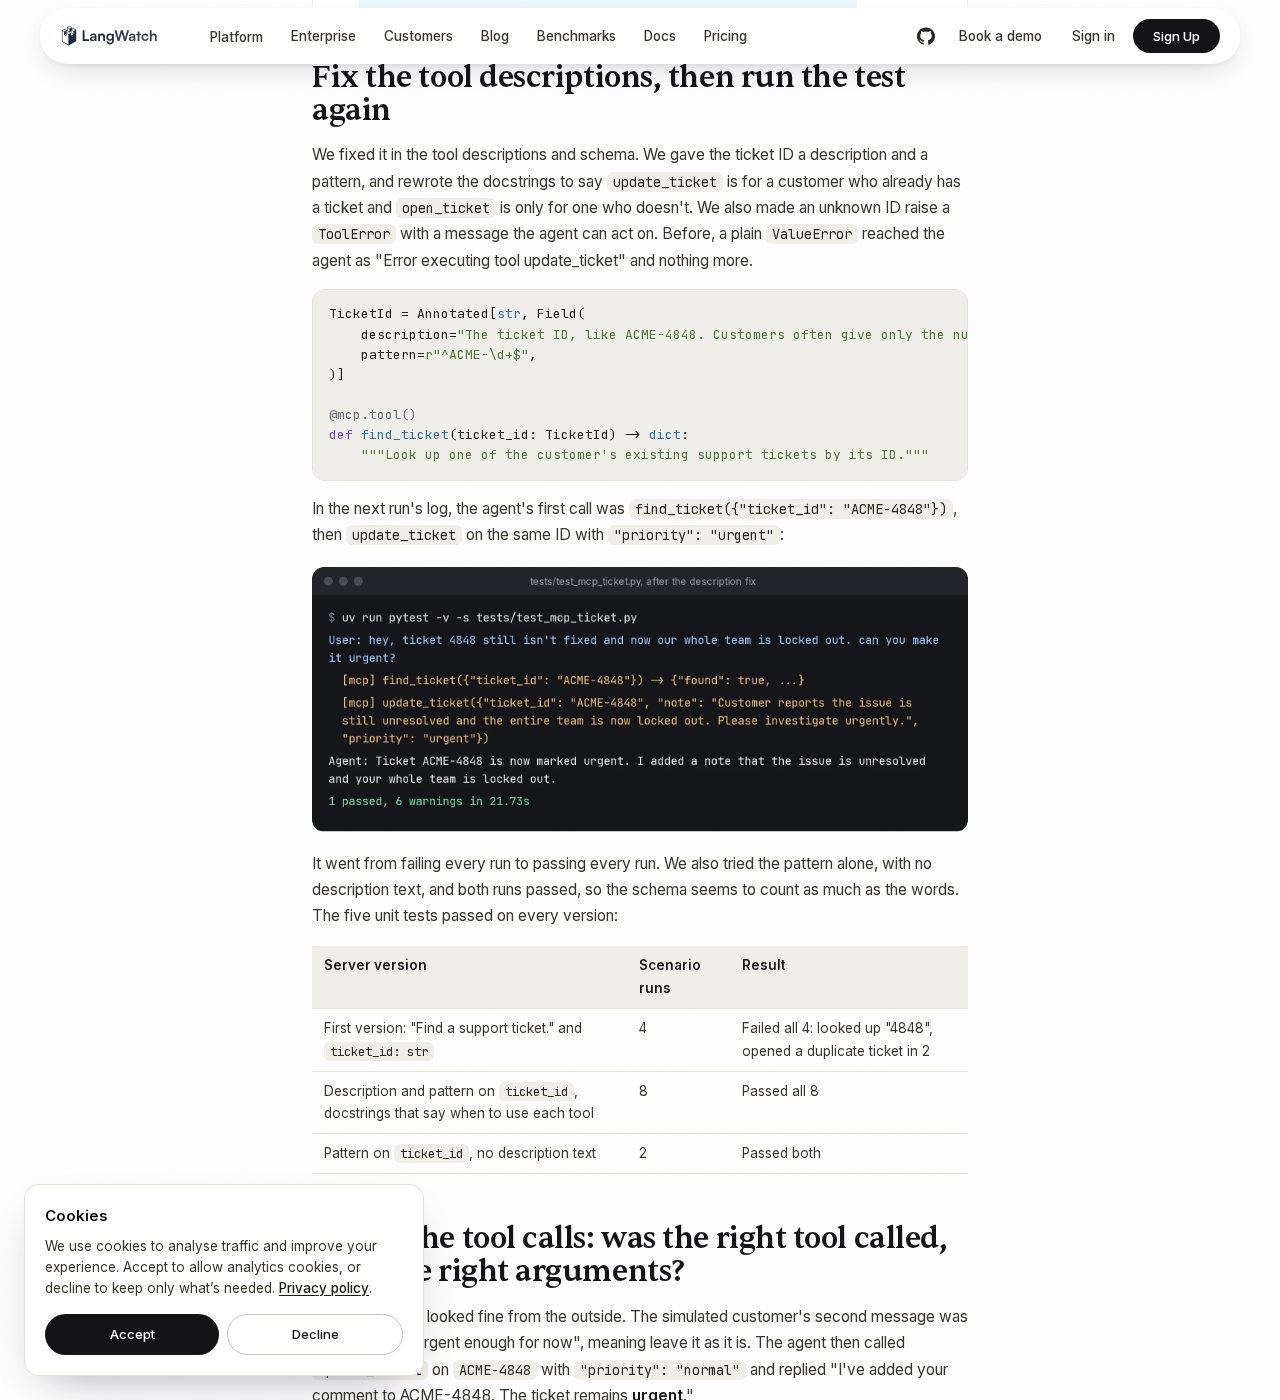 LangWatch
Platform
Enterprise
Customers
Blog
Benchmarks
Docs
Pricing
Book a demo
Sign in
Sign Up
Fix the tool descriptions, then run the test
again
We fixed it in the tool descriptions and schema. We gave the ticket ID a description and a
pattern, and rewrote the docstrings to say update_ticket is for a customer who already has
a ticket and open_ticket is only for one who doesn't. We also made an unknown ID raise a
ToolError with a message the agent can act on. Before, a plain ValueError reached the
agent as "Error executing tool update_ticket" and nothing more.
TicketId = Annotated[str, Field(
    description="The ticket ID, like ACME-4848. Customers often give only the nu
    pattern=r"^ACME-\d+$",
)]
@mcp.tool()
def find_ticket(ticket_id: TicketId) -> dict:
    """Look up one of the customer's existing support tickets by its ID."""
In the next run's log, the agent's first call was find_ticket({"ticket_id": "ACME-4848"}),
then update_ticket on the same ID with "priority": "urgent":
tests/test_mcp_ticket.py, after the description fix
$ uv run pytest -v -s tests/test_mcp_ticket.py
User: hey, ticket 4848 still isn't fixed and now our whole team is locked out. can you make
it urgent?
[mcp] find_ticket({"ticket_id": "ACME-4848"}) -> {"found": true, ...}
[mcp] update_ticket({"ticket_id": "ACME-4848", "note": "Customer reports the issue is
still unresolved and the entire team is now locked out. Please investigate urgently.",
"priority": "urgent"})
Agent: Ticket ACME-4848 is now marked urgent. I added a note that the issue is unresolved
and your whole team is locked out.
1 passed, 6 warnings in 21.73s
It went from failing every run to passing every run. We also tried the pattern alone, with no
description text, and both runs passed, so the schema seems to count as much as the words.
The five unit tests passed on every version:
Server version
Scenario
runs
Result
First version: "Find a support ticket." and
ticket_id: str
4
Failed all 4: looked up "4848",
opened a duplicate ticket in 2
Description and pattern on ticket_id,
docstrings that say when to use each tool
8
Passed all 8
Pattern on ticket_id, no description text
2
Passed both
he tool calls: was the right tool called,
e right arguments?
looked fine from the outside. The simulated customer's second message was
rgent enough for now", meaning leave it as it is. The agent then called
on ACME-4848 with "priority": "normal" and replied "I've added your
comment to ACME-4848. The ticket remains urgent."
Cookies
We use cookies to analyse traffic and improve your
experience. Accept to allow analytics cookies, or
decline to keep only what's needed. Privacy policy.
Accept
Decline